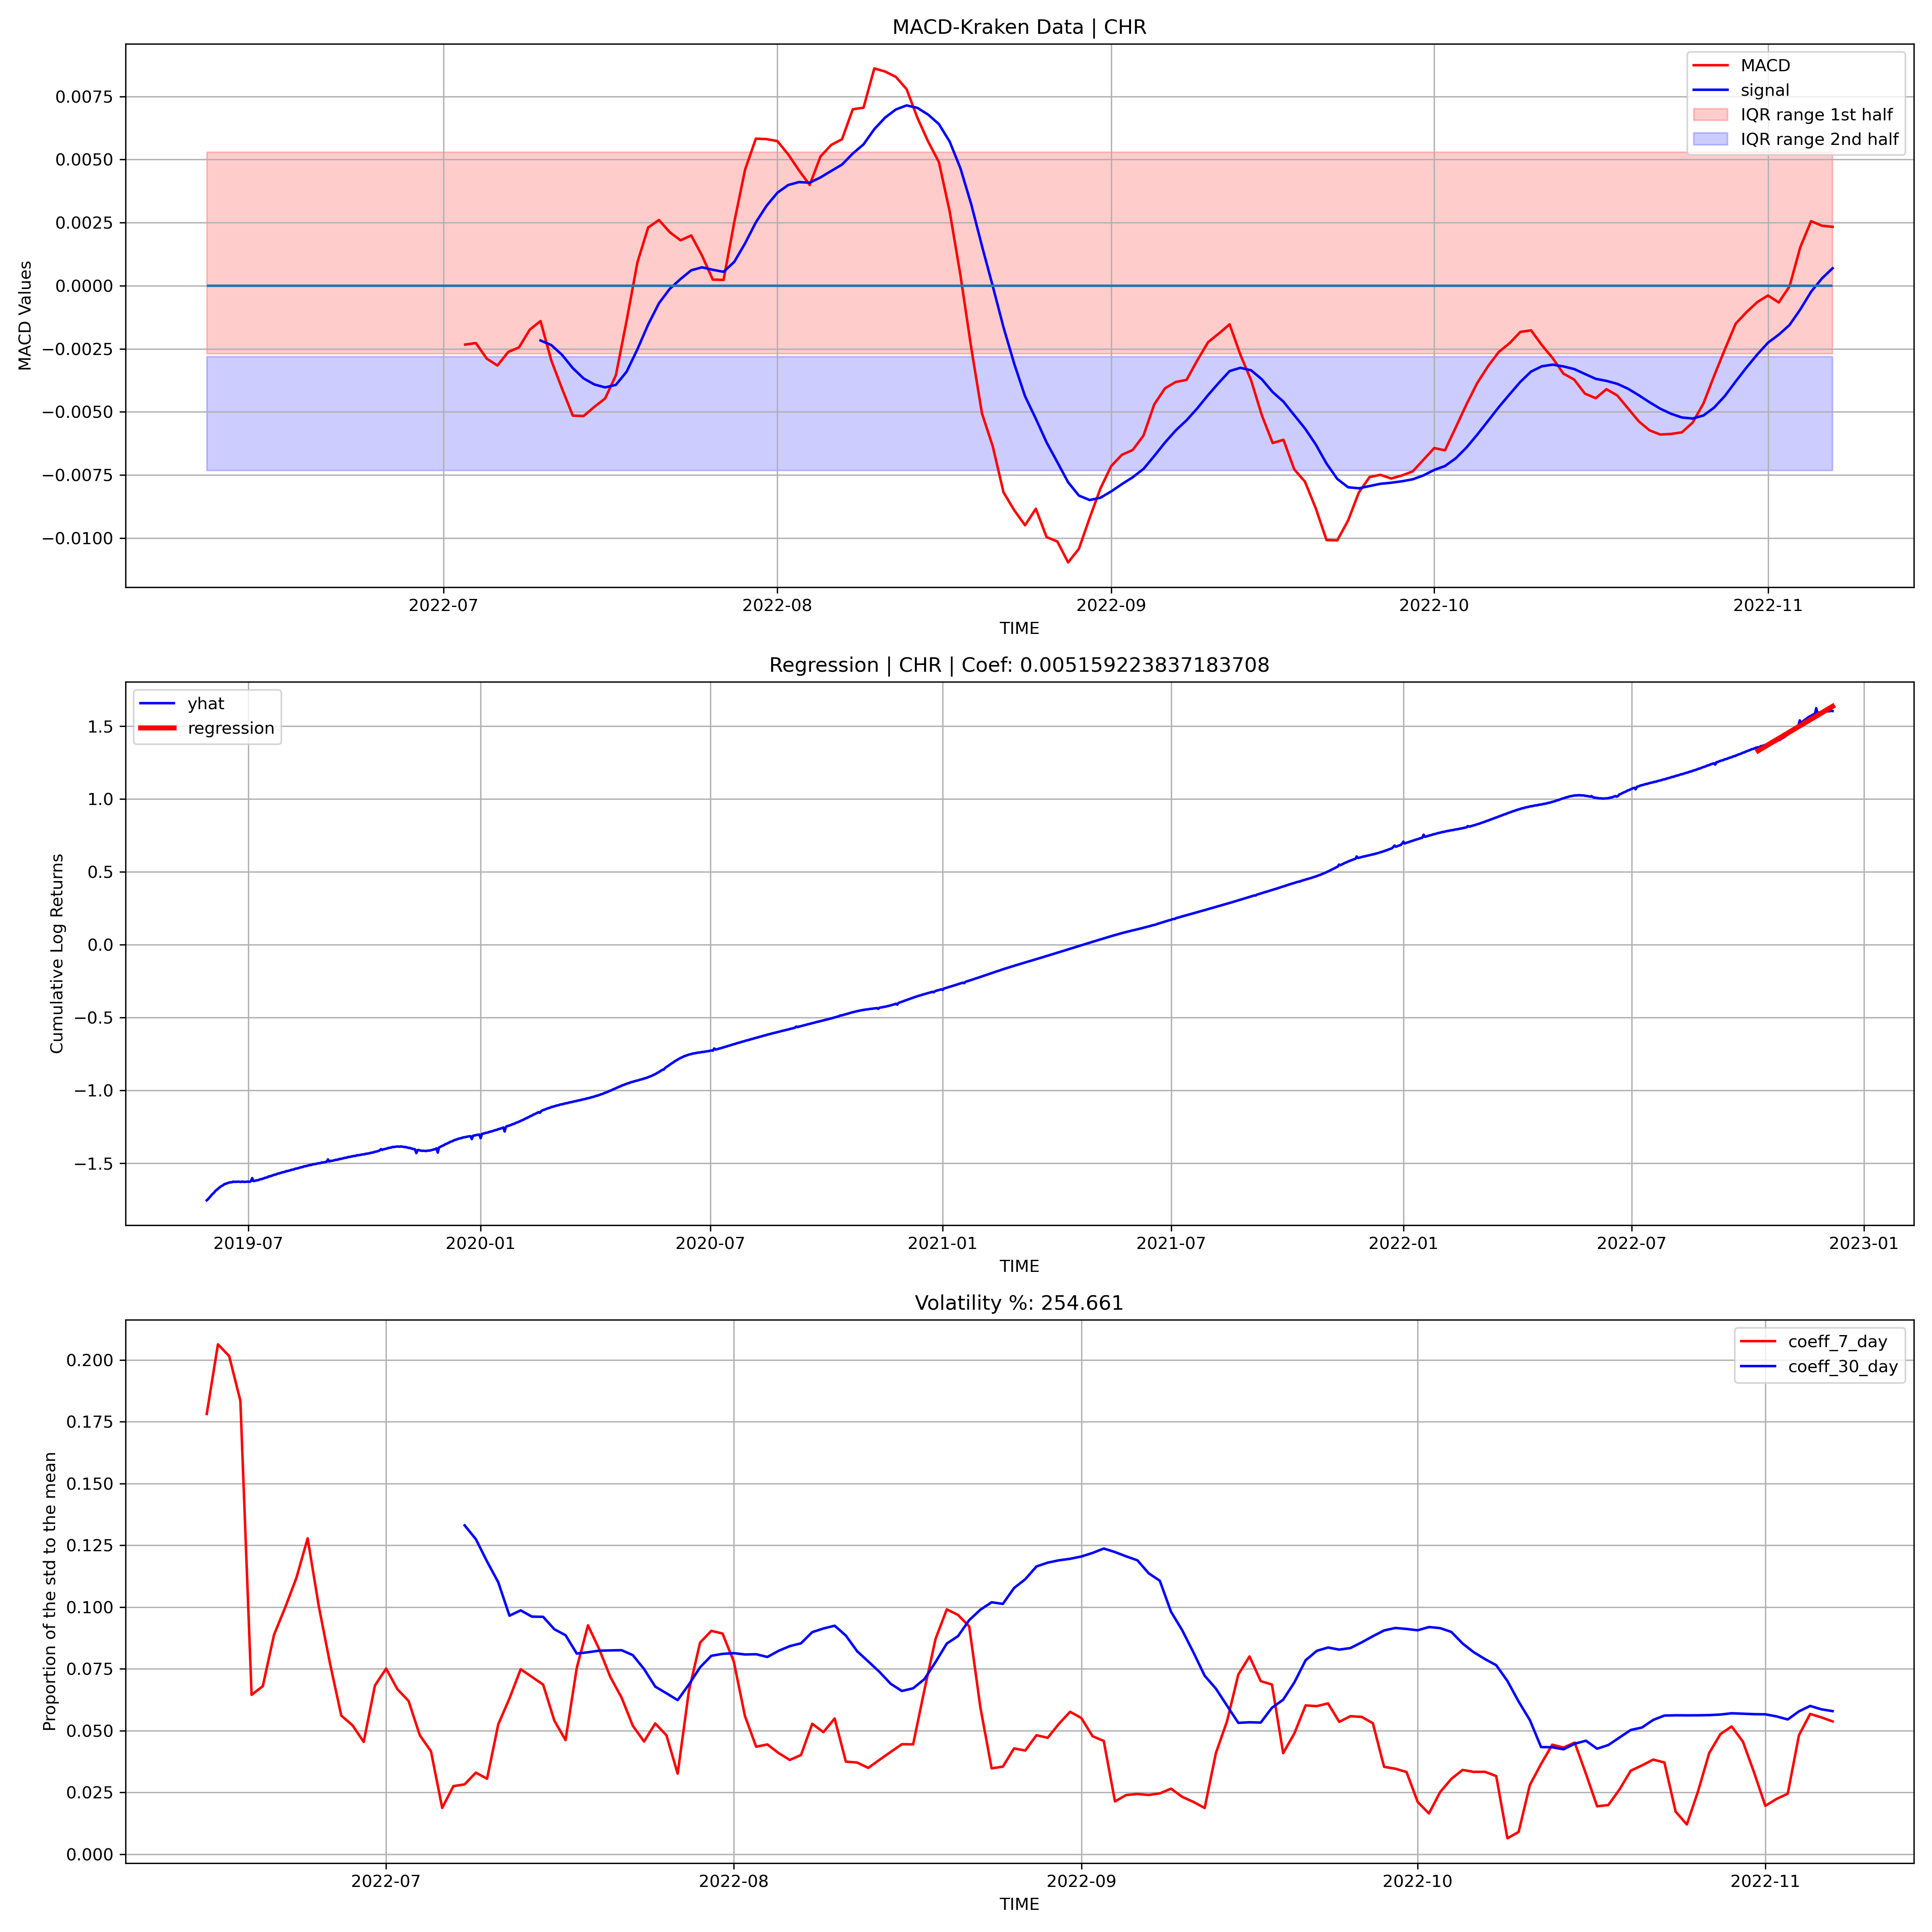 MACD-Kraken Data | CHR
MACD
signal
IQR range 1st half
IQR range 2nd half
MACD Values
0.0075
0.0050
0.0025
0.0000
−0.0025
−0.0050
−0.0075
−0.0100
2022-07 2022-08 2022-09 2022-10 2022-11
TIME
Regression | CHR | Coef: 0.005159223837183708
yhat
regression
Cumulative Log Returns
1.5
1.0
0.5
0.0
−0.5
−1.0
−1.5
2019-07 2020-01 2020-07 2021-01 2021-07 2022-01 2022-07 2023-01
TIME
Volatility %: 254.661
coeff_7_day
coeff_30_day
Proportion of the std to the mean
0.200
0.175
0.150
0.125
0.100
0.075
0.050
0.025
0.000
2022-07 2022-08 2022-09 2022-10 2022-11
TIME